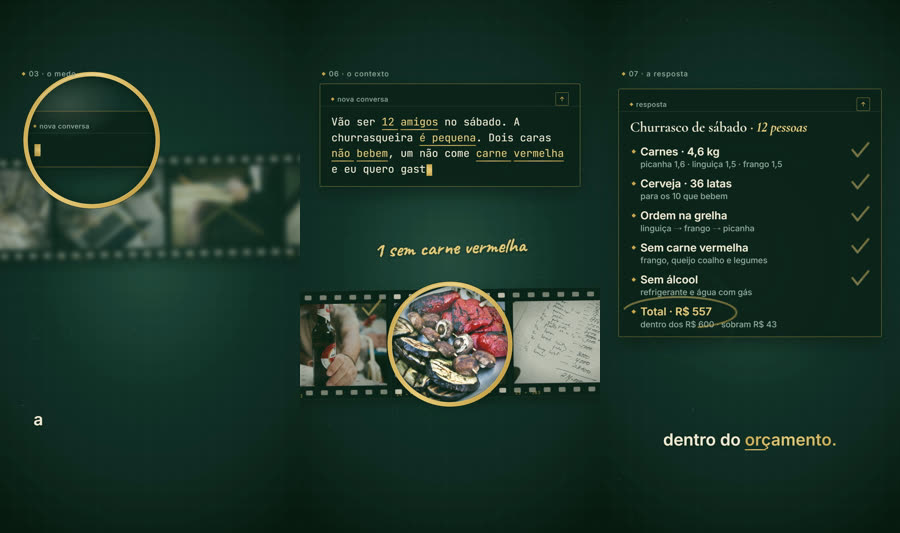 03 · o medo
nova conversa
a
06 · o contexto
nova conversa
Vão ser 12 amigos no sábado. A
churrasqueira é pequena. Dois caras
não bebem, um não come carne vermelha
e eu quero gast
1 sem carne vermelha
07 · a resposta
resposta
Churrasco de sábado · 12 pessoas
Carnes · 4,6 kg
picanha 1,6 · linguiça 1,5 · frango 1,5
Cerveja · 36 latas
para os 10 que bebem
Ordem na grelha
linguiça → frango → picanha
Sem carne vermelha
frango, queijo coalho e legumes
Sem álcool
refrigerante e água com gás
Total · R$ 557
dentro dos R$ 600 · sobram R$ 43
dentro do orçamento.